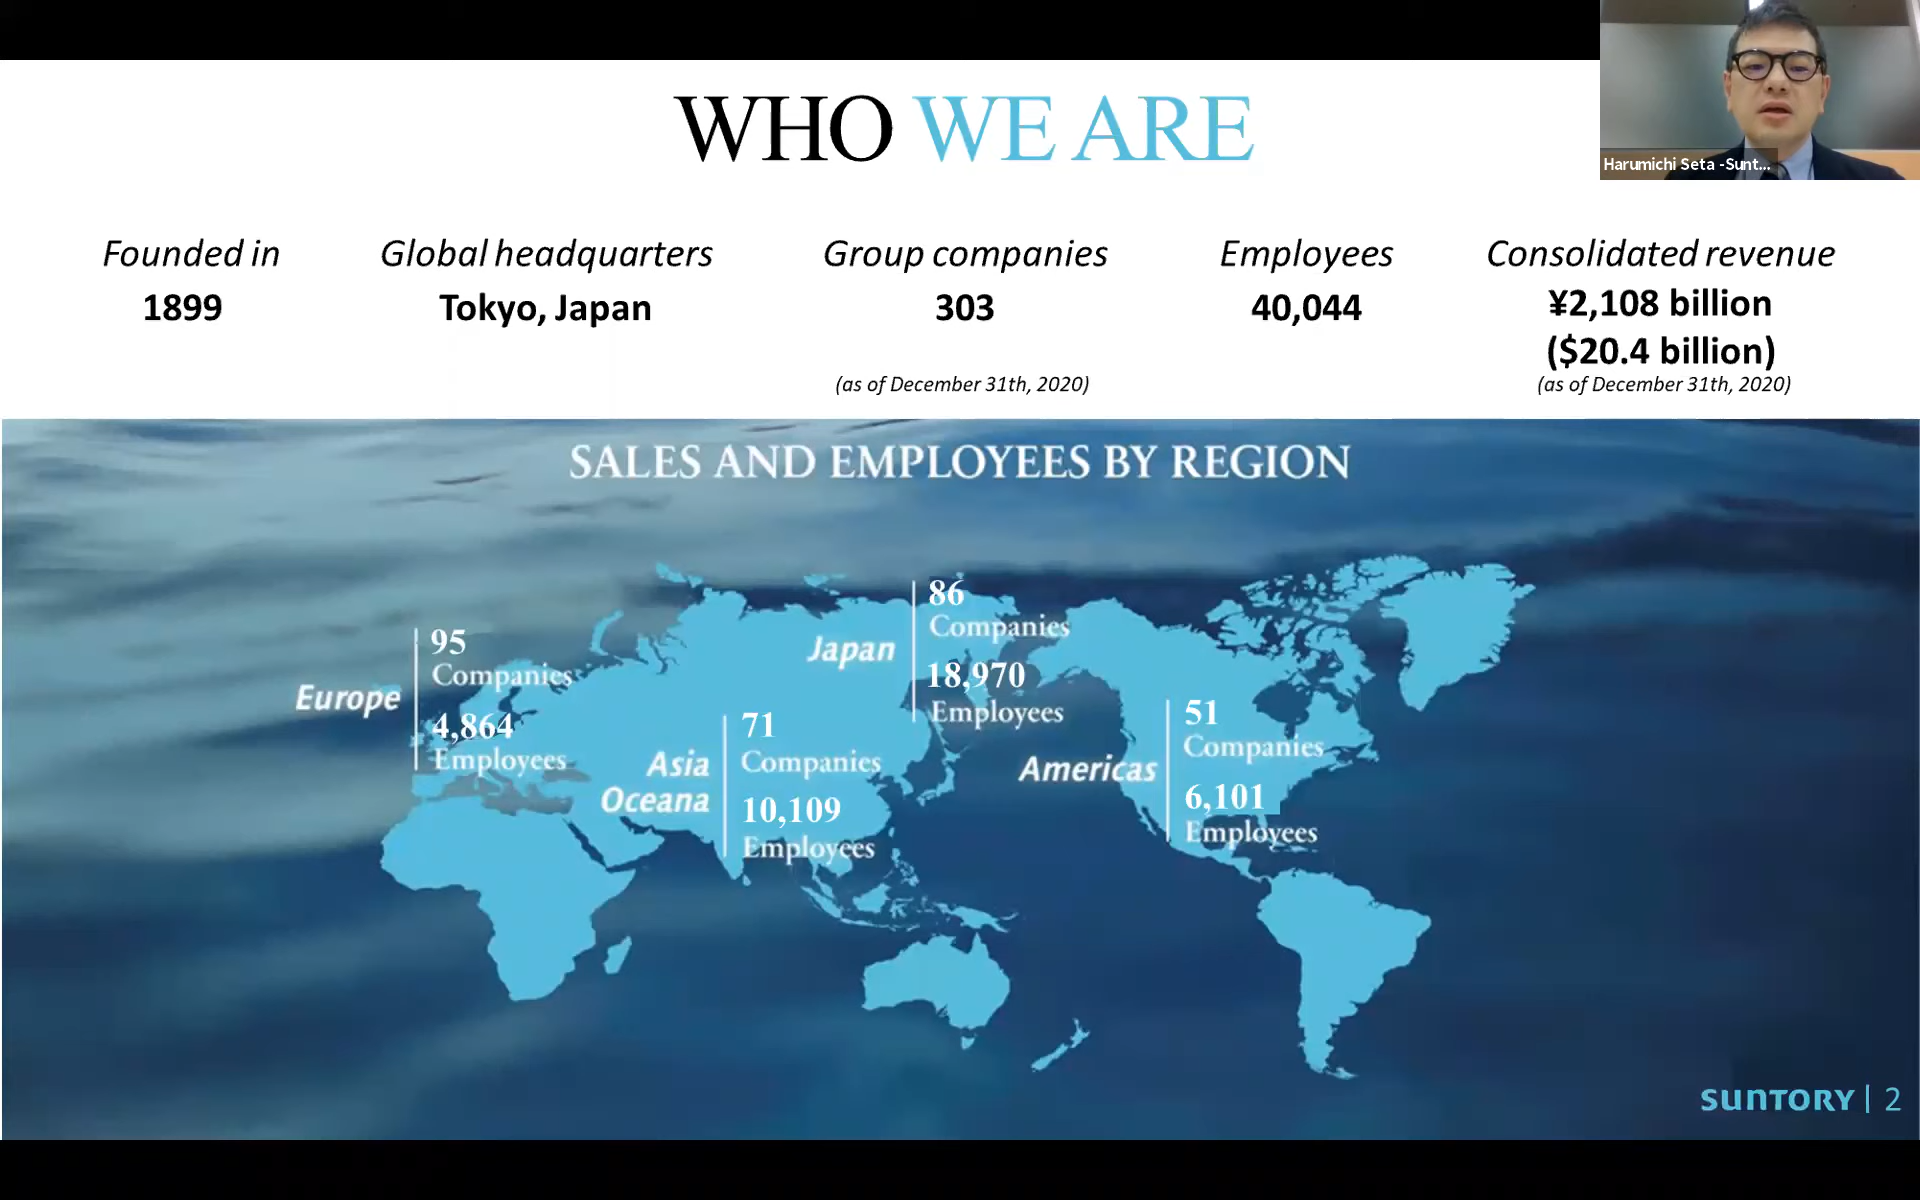 WHO WE ARE
Harumichi Seta -Sunt...
Founded in
1899
Global headquarters
Tokyo, Japan
Group companies
303
(as of December 31th, 2020)
Employees
40,044
Consolidated revenue
¥2,108 billion
($20.4 billion)
(as of December 31th, 2020)
SALES AND EMPLOYEES BY REGION
Europe
95
Companies
4,864
Employees
Asia
Oceana
71
Companies
10,109
Employees
Japan
86
Companies
18,970
Employees
Americas
51
Companies
6,101
Employees
SUNTORY | 2